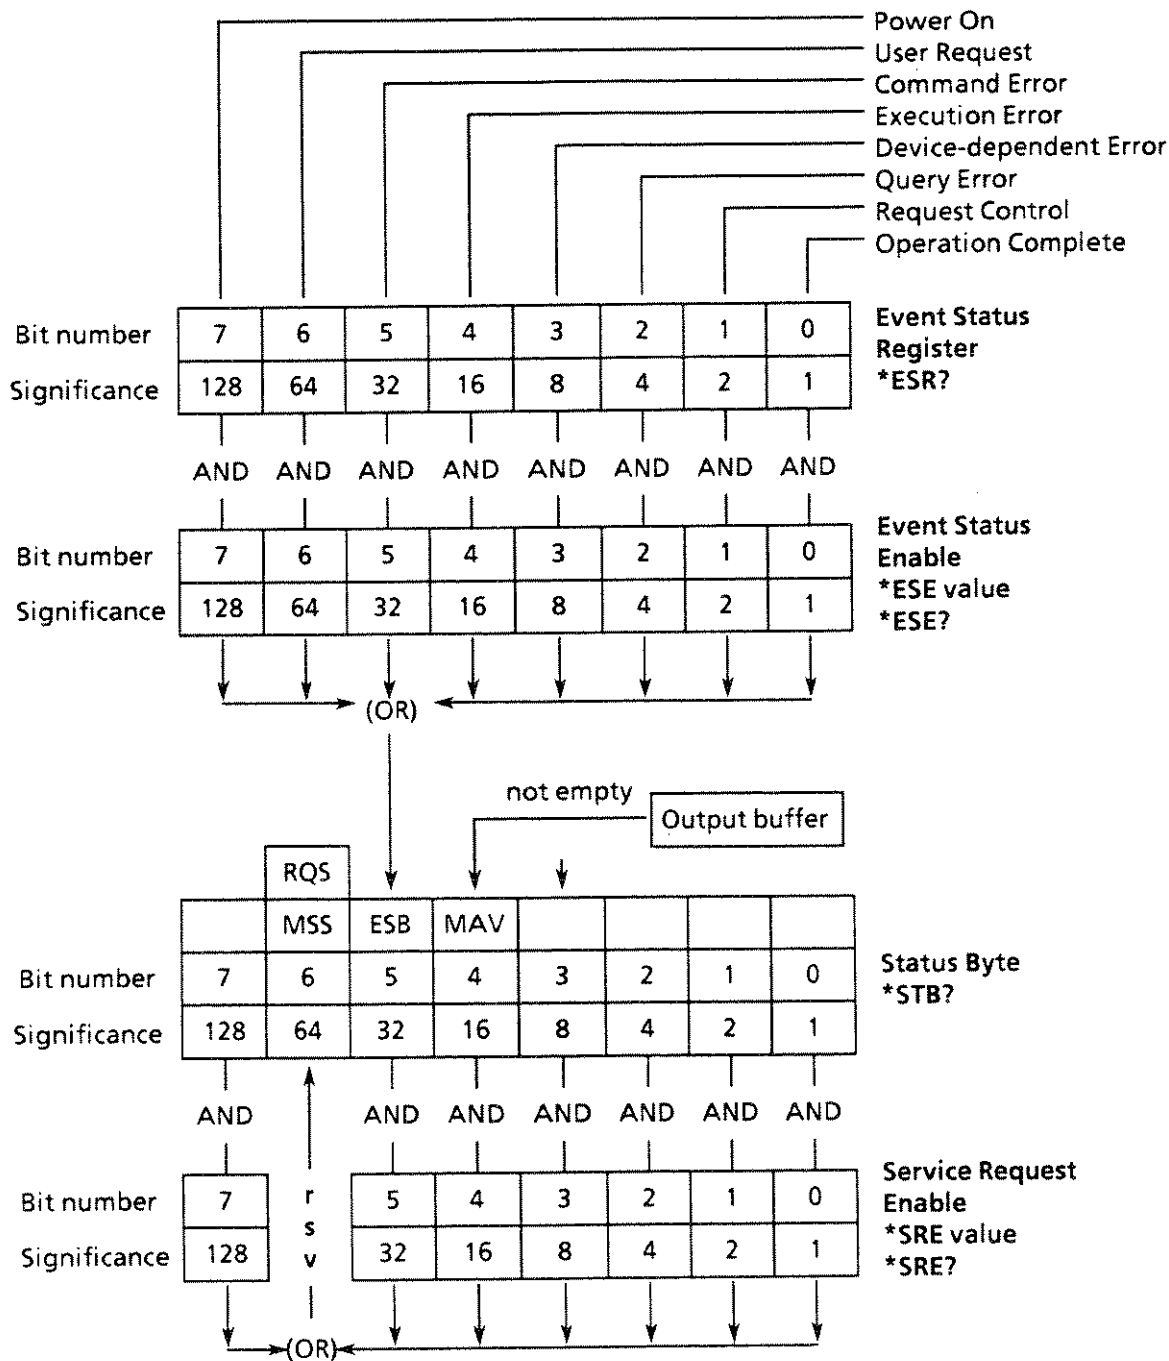 Power On
User Request
Command Error
Execution Error
Device-dependent Error
Query Error
Request Control
Operation Complete
Bit number 7 6 5 4 3 2 1 0
Significance 128 64 32 16 8 4 2 1
Event Status
Register
*ESR?
AND AND AND AND AND AND AND AND
Bit number 7 6 5 4 3 2 1 0
Significance 128 64 32 16 8 4 2 1
Event Status
Enable
*ESE value
*ESE?
(OR)
not empty
Output buffer
RQS
MSS ESB MAV
Bit number 7 6 5 4 3 2 1 0
Significance 128 64 32 16 8 4 2 1
Status Byte
*STB?
AND AND AND AND AND AND AND
Bit number 7 5 4 3 2 1 0
Significance 128 32 16 8 4 2 1
r
s
v
Service Request
Enable
*SRE value
*SRE?
(OR)